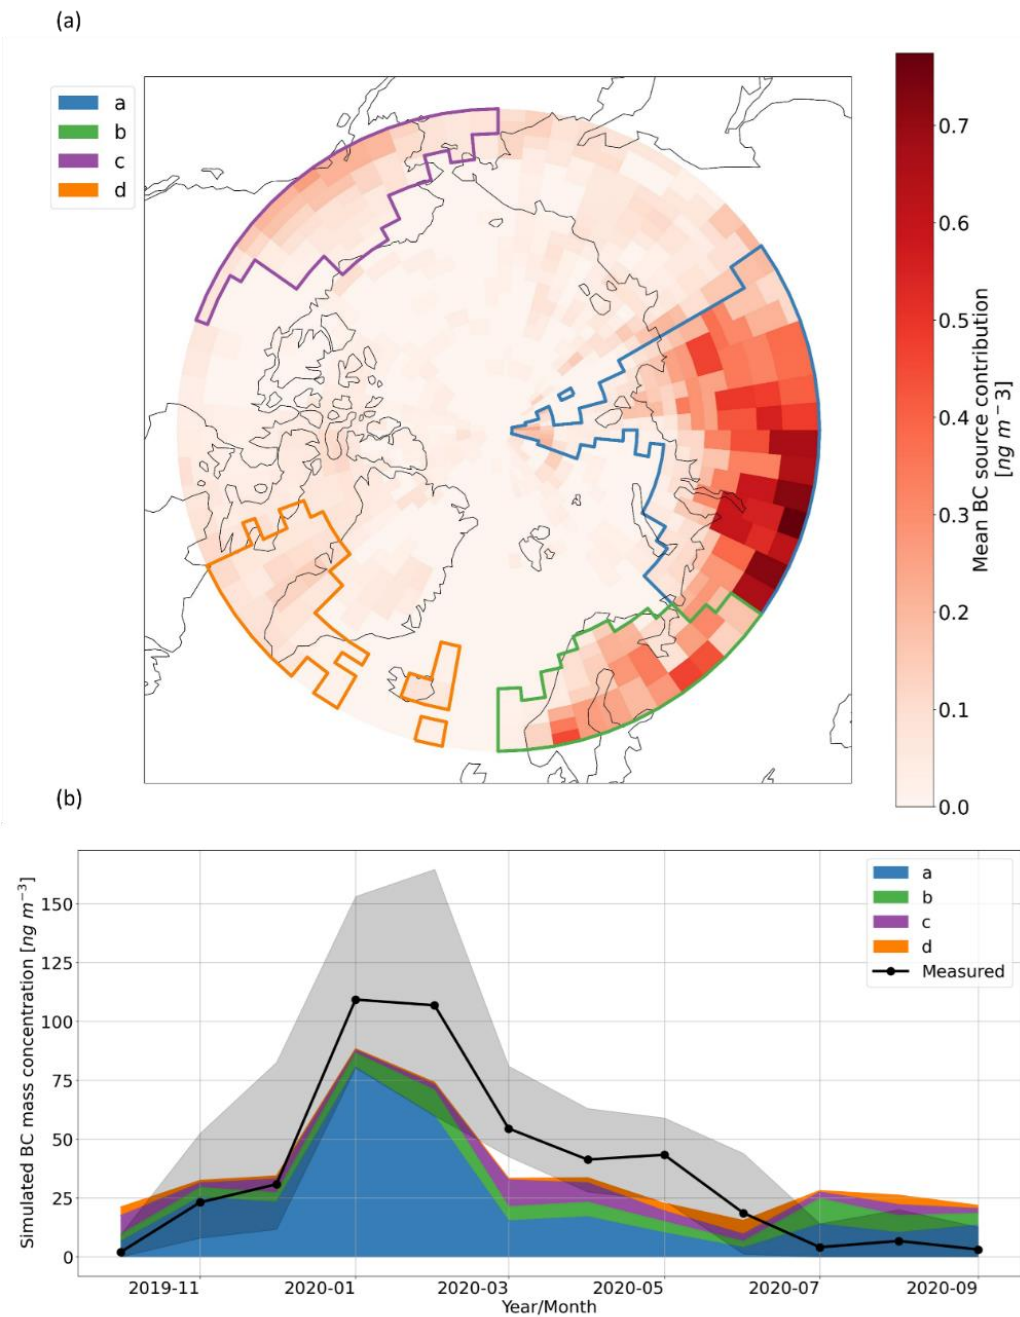 (a)
a
b
c
d
0.7
0.6
0.5
0.4
0.3
0.2
0.1
0.0
Mean BC source contribution
[ng m − 3]
(b)
Simulated BC mass concentration [ng m⁻³]
150
125
100
75
50
25
0
a
b
c
d
Measured
2019-11
2020-01
2020-03
2020-05
2020-07
2020-09
Year/Month